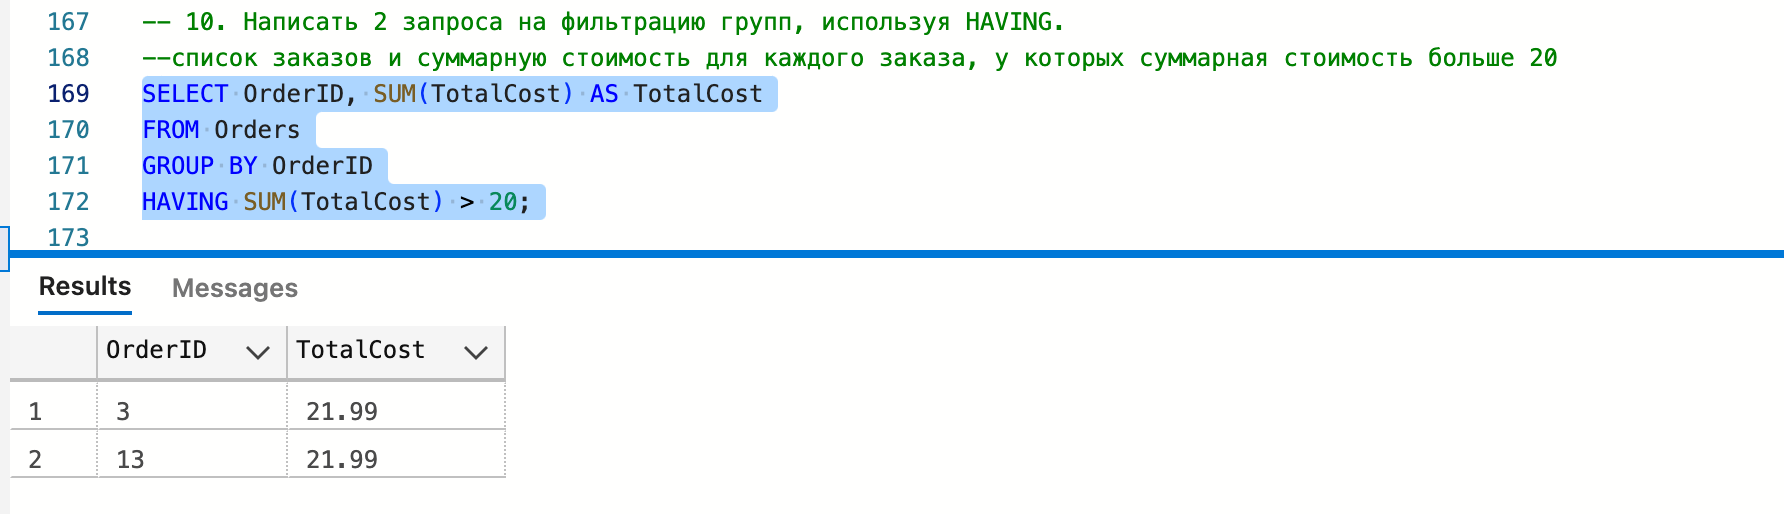 167 -- 10. Написать 2 запроса на фильтрацию групп, используя HAVING.
168 --список заказов и суммарную стоимость для каждого заказа, у которых суммарная стоимость больше 20
169 SELECT OrderID, SUM(TotalCost) AS TotalCost
170 FROM Orders
171 GROUP BY OrderID
172 HAVING SUM(TotalCost) > 20;
173
Results Messages
OrderID TotalCost
1 3 21.99
2 13 21.99